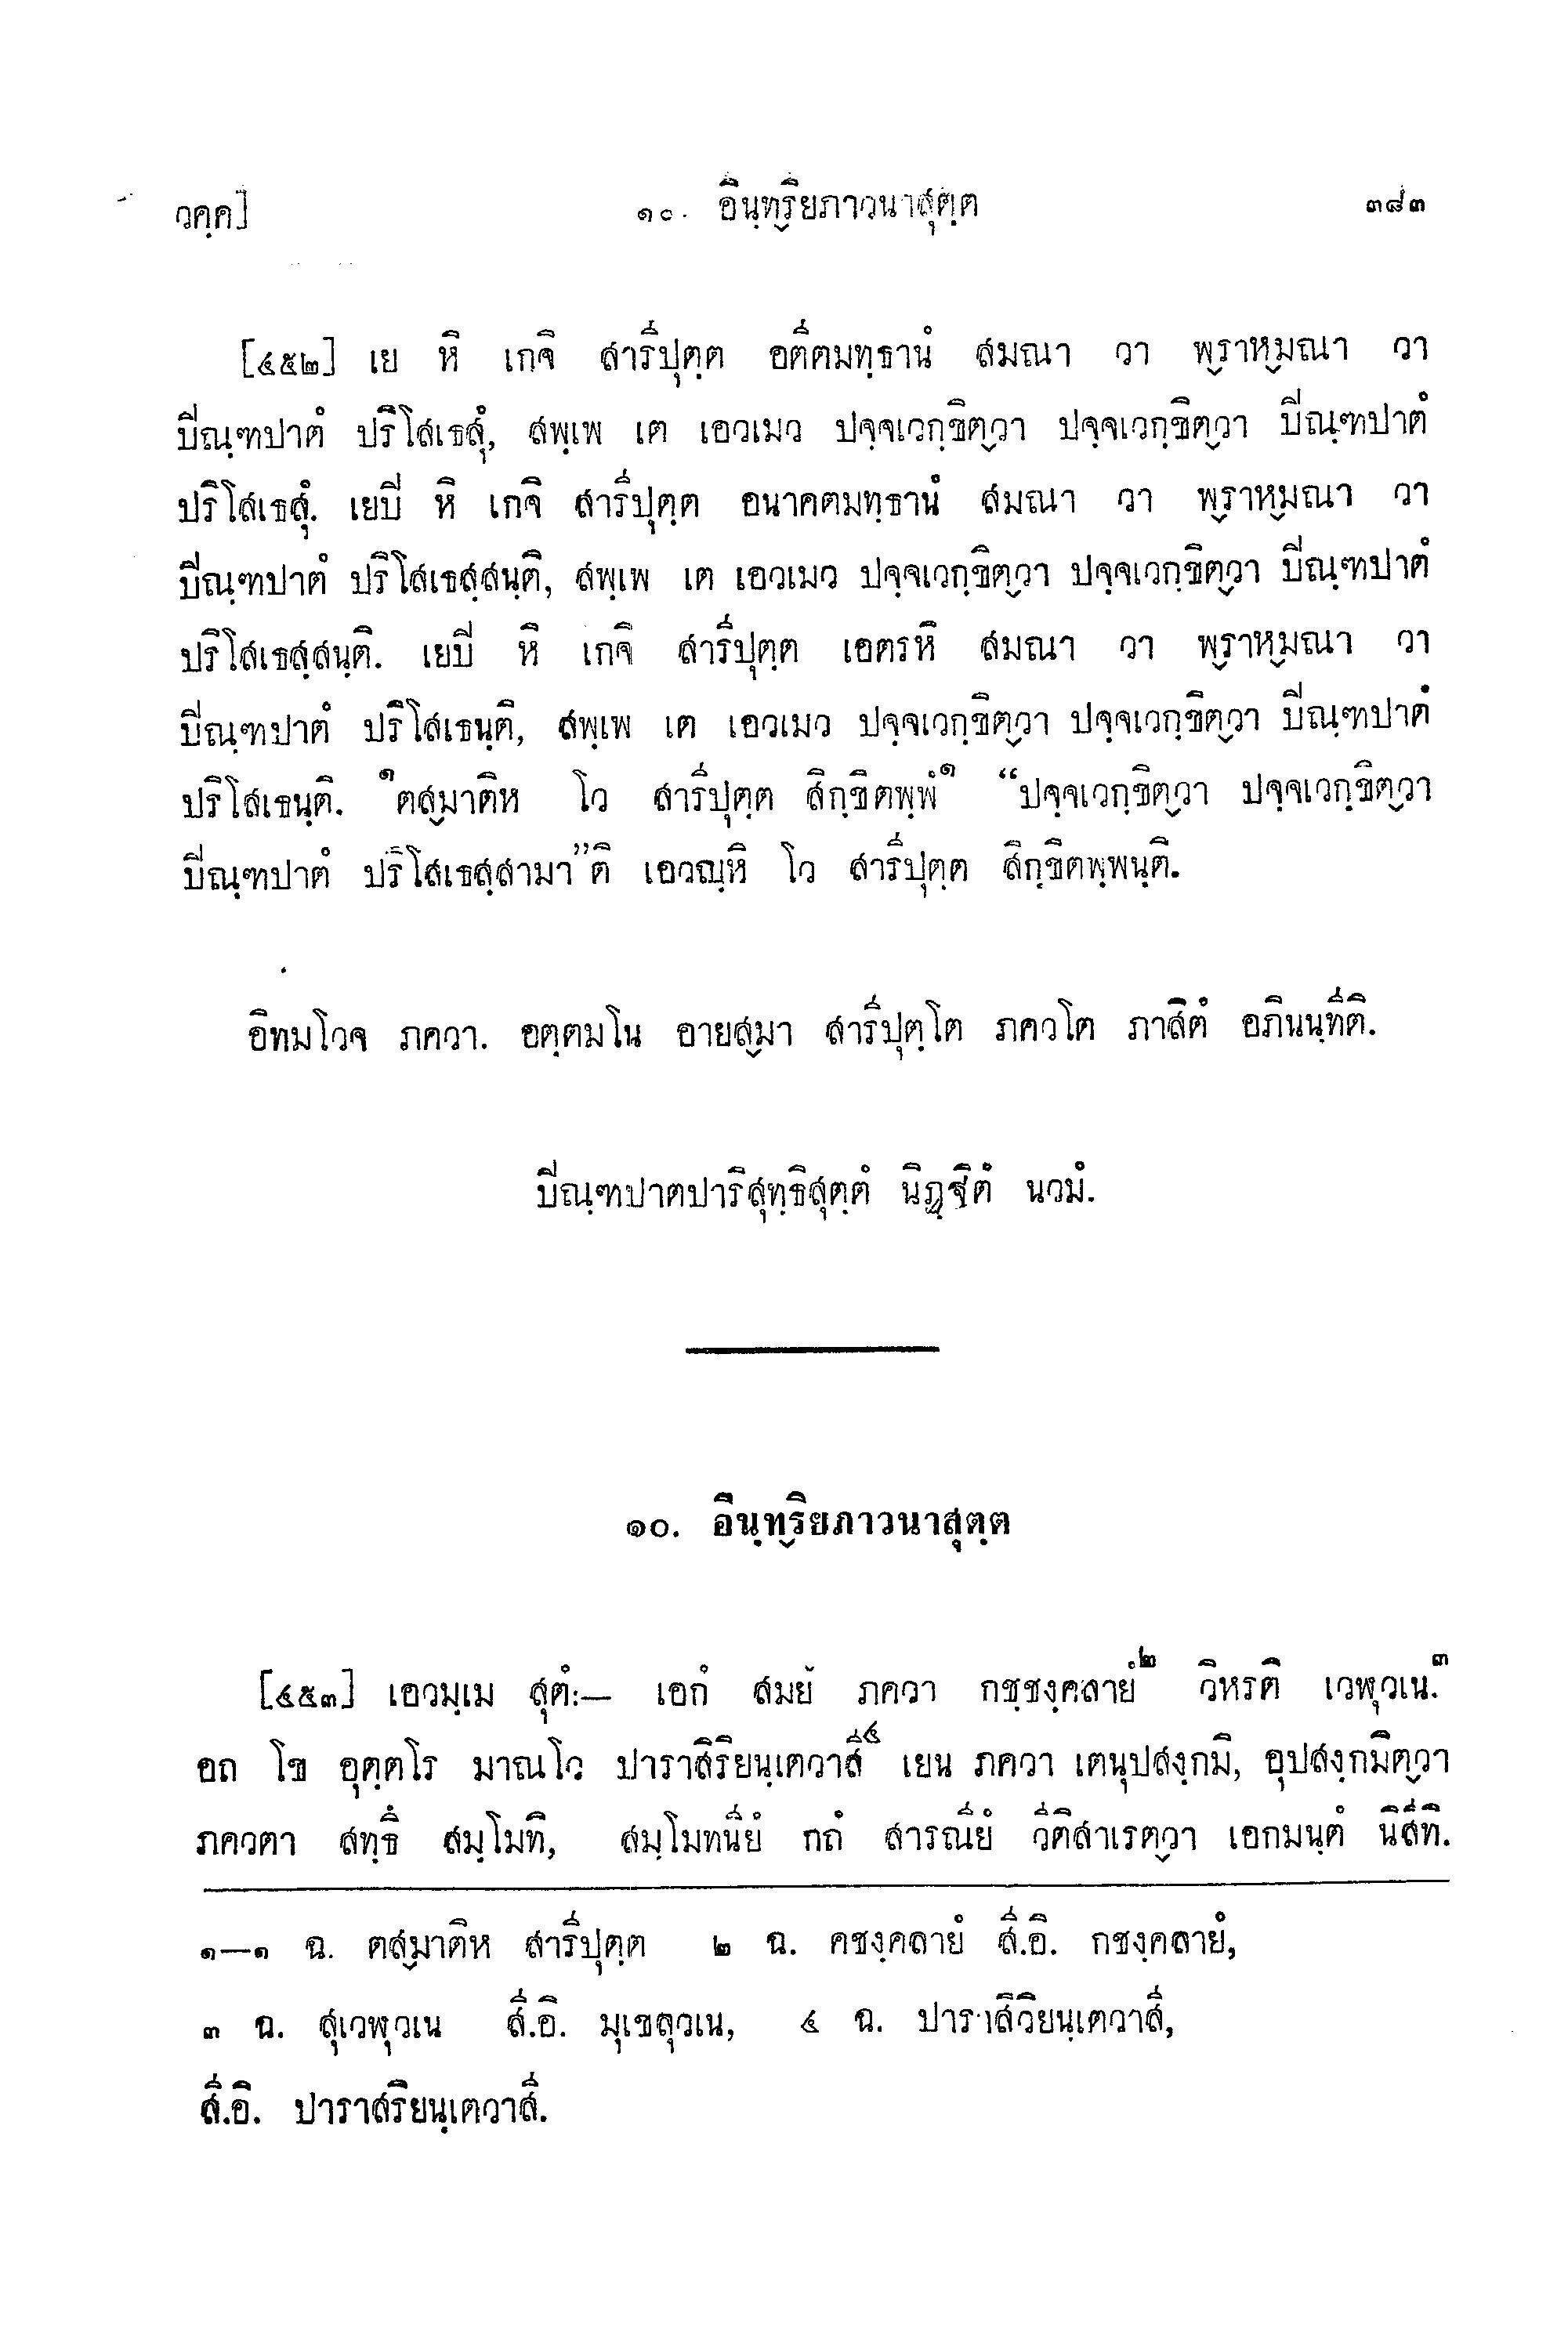 วคฺค]
๑๐. อินฺทฺริยภาวนาสุตฺต
๓๘๓
[๔๕๒] เย หิ เกจิ สารีปุตฺต อตีตมทฺธานํ สมณา วา พฺราหฺมณา วา
ปิณฺฑปาตํ ปริโสเธสุํ, สพฺเพ เต เอวเมว ปจฺจเวกฺขิตฺวา ปจฺจเวกฺขิตฺวา ปิณฺฑปาตํ
ปริโสเธสุํ. เยปิ หิ เกจิ สารีปุตฺต อนาคตมทฺธานํ สมณา วา พฺราหฺมณา วา
ปิณฺฑปาตํ ปริโสเธสฺสนฺติ, สพฺเพ เต เอวเมว ปจฺจเวกฺขิตฺวา ปจฺจเวกฺขิตฺวา ปิณฺฑปาตํ
ปริโสเธสฺสนฺติ. เยปิ หิ เกจิ สารีปุตฺต เอตรหิ สมณา วา พฺราหฺมณา วา
ปิณฺฑปาตํ ปริโสเธนฺติ, สพฺเพ เต เอวเมว ปจฺจเวกฺขิตฺวา ปจฺจเวกฺขิตฺวา ปิณฺฑปาตํ
ปริโสเธนฺติ. ๑ตสฺมาติห โว สารีปุตฺต สิกฺขิตพฺพํ๑ “ปจฺจเวกฺขิตฺวา ปจฺจเวกฺขิตฺวา
ปิณฺฑปาตํ ปริโสเธสฺสามา”ติ เอวญฺหิ โว สารีปุตฺต สิกฺขิตพฺพนฺติ.
อิทมโวจ ภควา. อตฺตมโน อายสฺมา สารีปุตฺโต ภควโต ภาสิตํ อภินนฺทีติ.
ปิณฺฑปาตปาริสุทฺธิสุตฺตํ นิฏฺฐิตํ นวมํ.
๑๐. อินฺทฺริยภาวนาสุตฺต
[๔๕๓] เอวมฺเม สุตํ:— เอกํ สมยํ ภควา กชฺชงฺคลายํ๒ วิหรติ เวฬุวเน.๓
อถ โข อุตฺตโร มาณโว ปาราสิริยนฺเตวาสี๔ เยน ภควา เตนุปสงฺกมิ, อุปสงฺกมิตฺวา
ภควตา สทฺธึ สมฺโมทิ, สมฺโมทนียํ กถํ สารณียํ วีติสาเรตฺวา เอกมนฺตํ นิสีทิ.
๑—๑ ฉ. ตสฺมาติห สารีปุตฺต ๒ ฉ. คชงฺคลายํ สี.อิ. กชงฺคลายํ,
๓ ฉ. สุเวฬุวเน สี.อิ. มุเขลุวเน, ๔ ฉ. ปาราสิวิยนฺเตวาสี,
สี.อิ. ปาราสริยนฺเตวาสี.